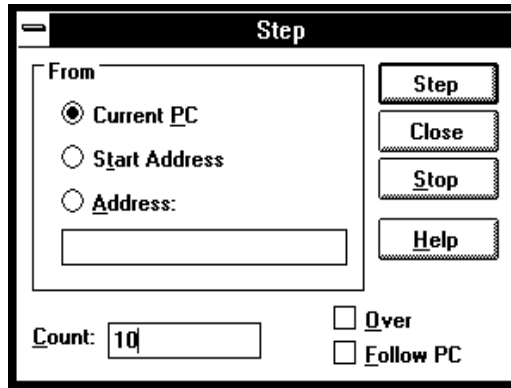 Step
From
Current PC
Start Address
Address:
Step
Close
Stop
Help
Count: 10
Over
Follow PC